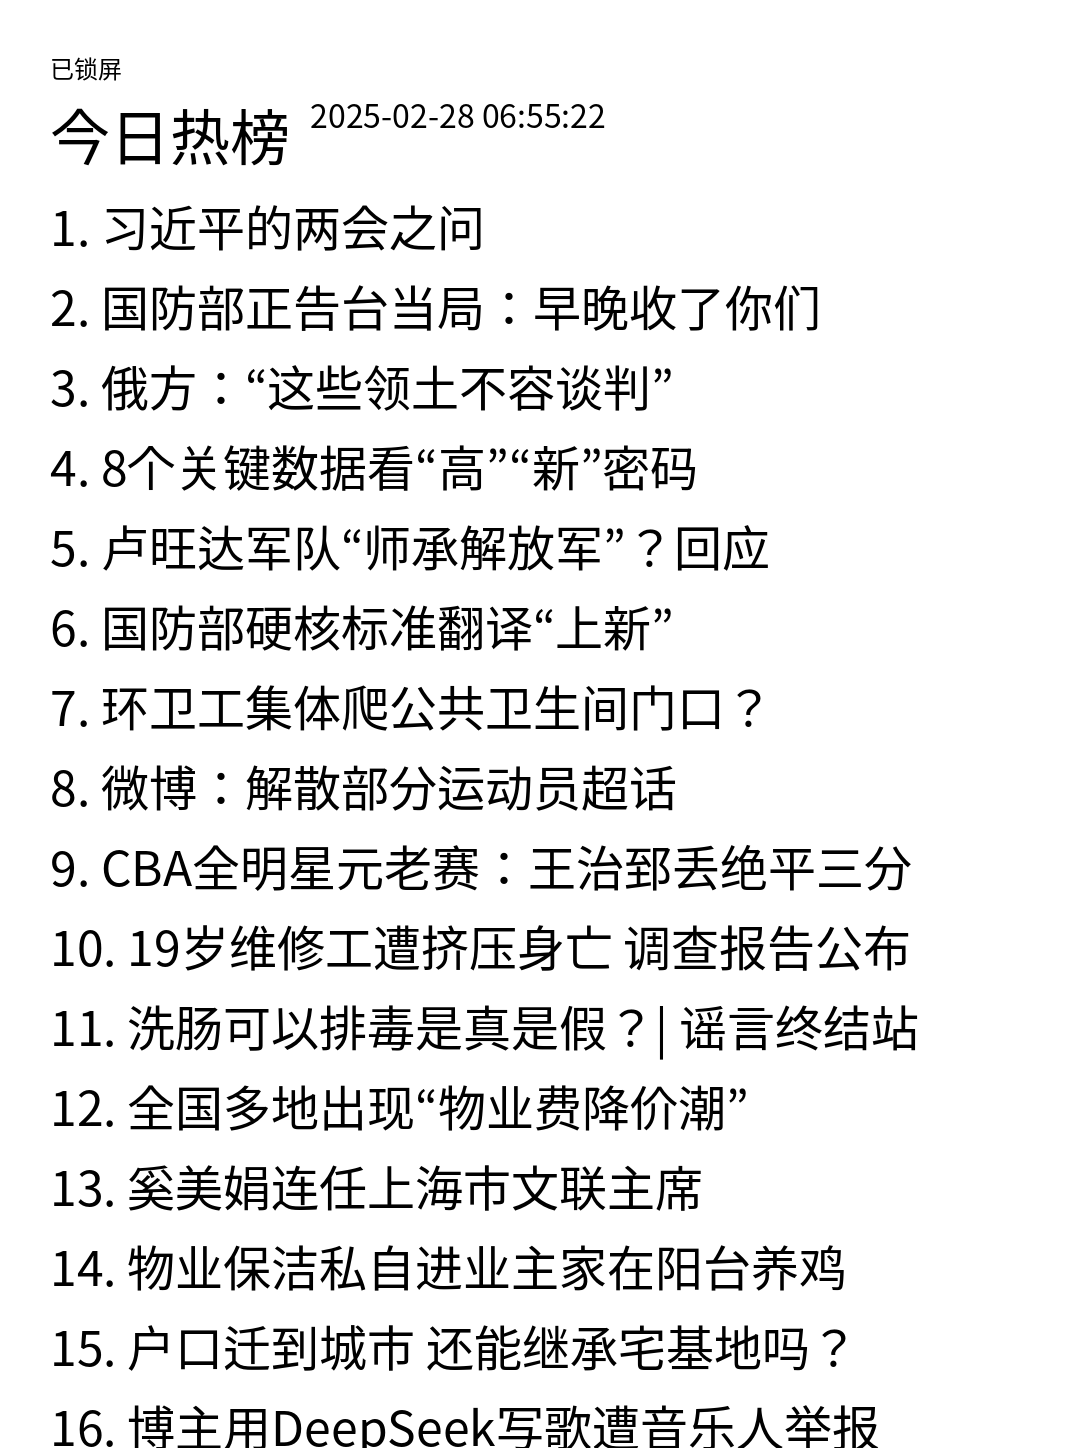 已锁屏
今日热榜 2025-02-28 06:55:22
1. 习近平的两会之问
2. 国防部正告台当局：早晚收了你们
3. 俄方：“这些领土不容谈判”
4. 8个关键数据看“高”“新”密码
5. 卢旺达军队“师承解放军”？回应
6. 国防部硬核标准翻译“上新”
7. 环卫工集体爬公共卫生间门口？
8. 微博：解散部分运动员超话
9. CBA全明星元老赛：王治郅丢绝平三分
10. 19岁维修工遭挤压身亡 调查报告公布
11. 洗肠可以排毒是真是假？| 谣言终结站
12. 全国多地出现“物业费降价潮”
13. 奚美娟连任上海市文联主席
14. 物业保洁私自进业主家在阳台养鸡
15. 户口迁到城市 还能继承宅基地吗？
16. 博主用DeepSeek写歌遭音乐人举报